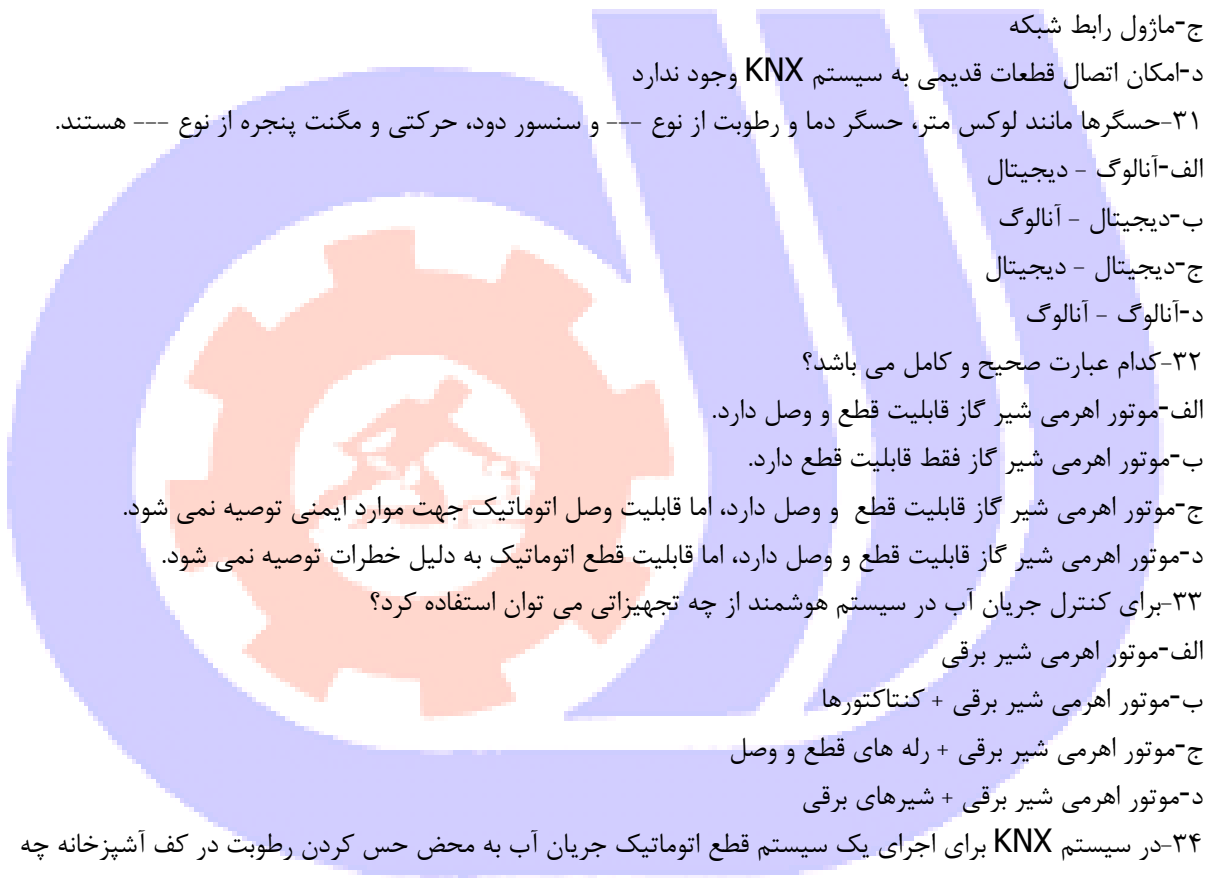 ج-ماژول رابط شبکه
د-امکان اتصال قطعات قدیمی به سیستم KNX وجود ندارد
۳۱-حسگرها مانند لوکس متر، حسگر دما و رطوبت از نوع --- و سنسور دود، حرکتی و مگنت پنجره از نوع --- هستند.
الف-آنالوگ - دیجیتال
ب-دیجیتال - آنالوگ
ج-دیجیتال - دیجیتال
د-آنالوگ - آنالوگ
۳۲-کدام عبارت صحیح و کامل می باشد؟
الف-موتور اهرمی شیر گاز قابلیت قطع و وصل دارد.
ب-موتور اهرمی شیر گاز فقط قابلیت قطع دارد.
ج-موتور اهرمی شیر گاز قابلیت قطع و وصل دارد، اما قابلیت وصل اتوماتیک جهت موارد ایمنی توصیه نمی شود.
د-موتور اهرمی شیر گاز قابلیت قطع و وصل دارد، اما قابلیت قطع اتوماتیک به دلیل خطرات توصیه نمی شود.
۳۳-برای کنترل جریان آب در سیستم هوشمند از چه تجهیزاتی می توان استفاده کرد؟
الف-موتور اهرمی شیر برقی
ب-موتور اهرمی شیر برقی + کنتاکتورها
ج-موتور اهرمی شیر برقی + رله های قطع و وصل
د-موتور اهرمی شیر برقی + شیرهای برقی
۳۴-در سیستم KNX برای اجرای یک سیستم قطع اتوماتیک جریان آب به محض حس کردن رطوبت در کف آشپزخانه چه